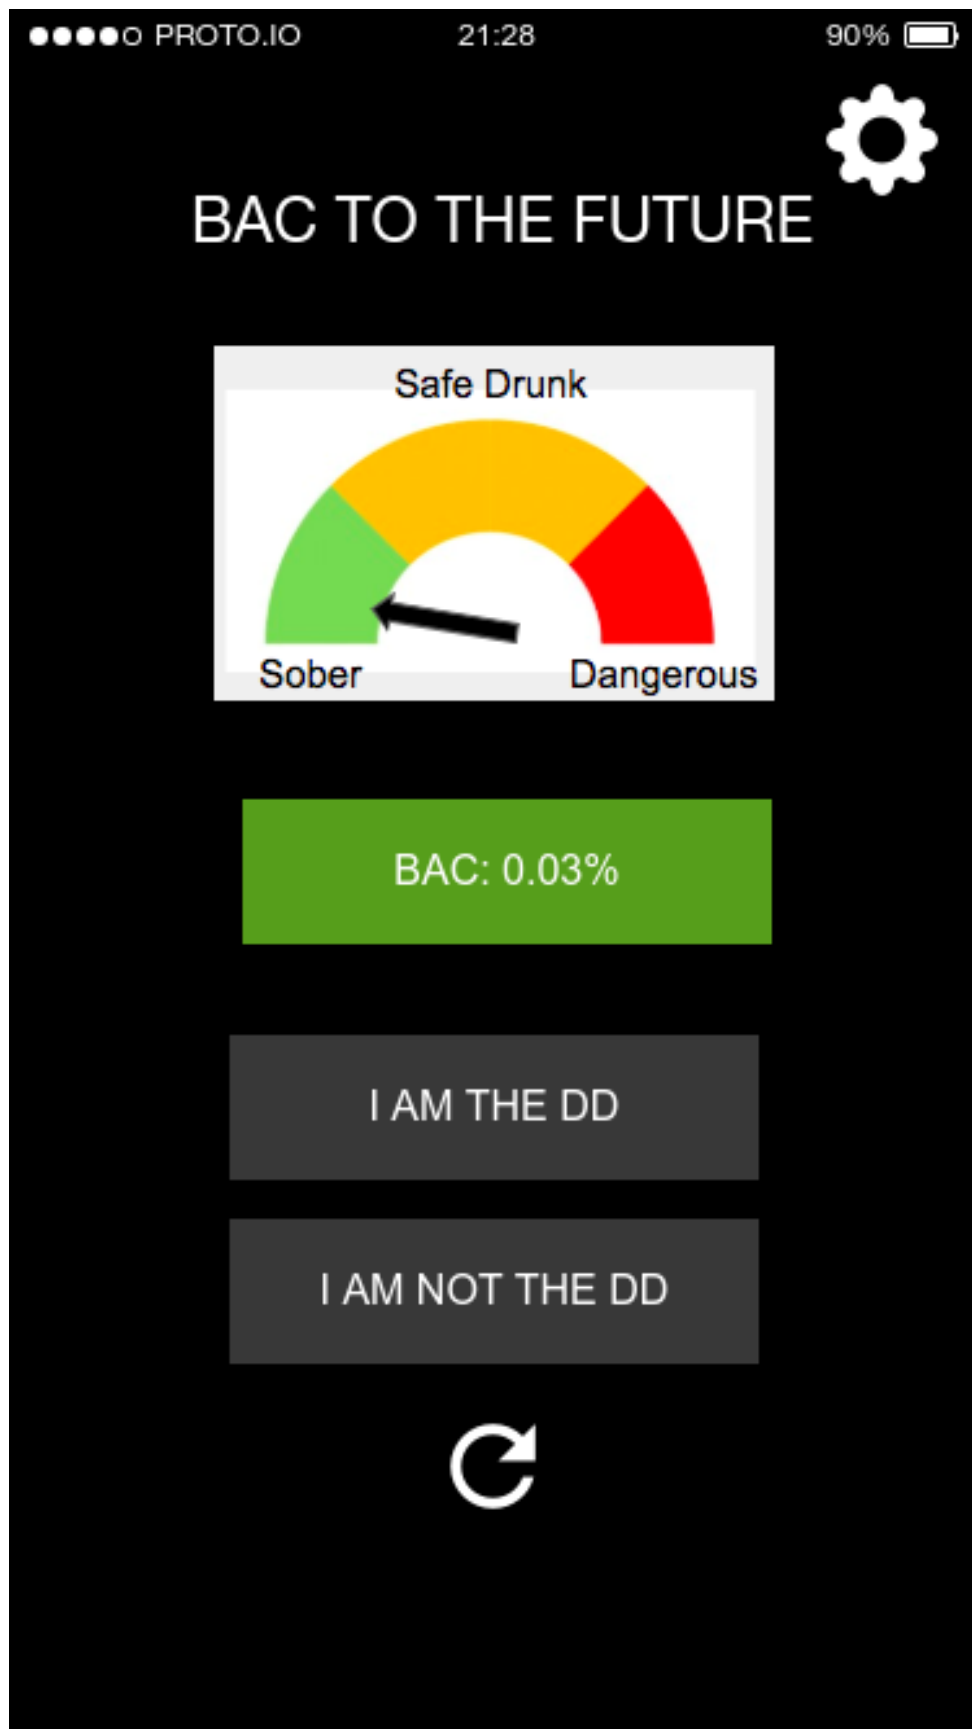 PROTO.IO 21:28 90%
BAC TO THE FUTURE
Safe Drunk
Sober Dangerous
BAC: 0.03%
I AM THE DD
I AM NOT THE DD